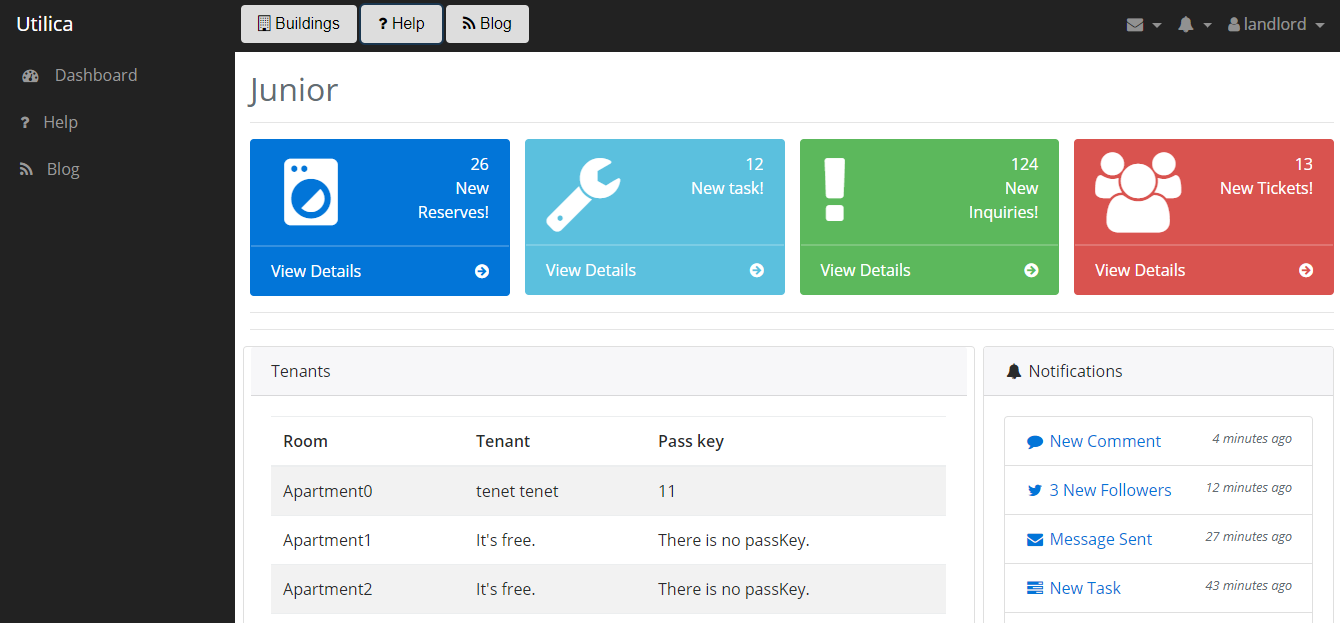 Utilica
Buildings
? Help
Blog
landlord
Dashboard
? Help
Blog
Junior
26
New
Reserves!
View Details
12
New task!
View Details
124
New
Inquiries!
View Details
13
New Tickets!
View Details
Tenants
Room Tenant Pass key
Apartment0 tenet tenet 11
Apartment1 It's free. There is no passKey.
Apartment2 It's free. There is no passKey.
Notifications
New Comment 4 minutes ago
3 New Followers 12 minutes ago
Message Sent 27 minutes ago
New Task 43 minutes ago